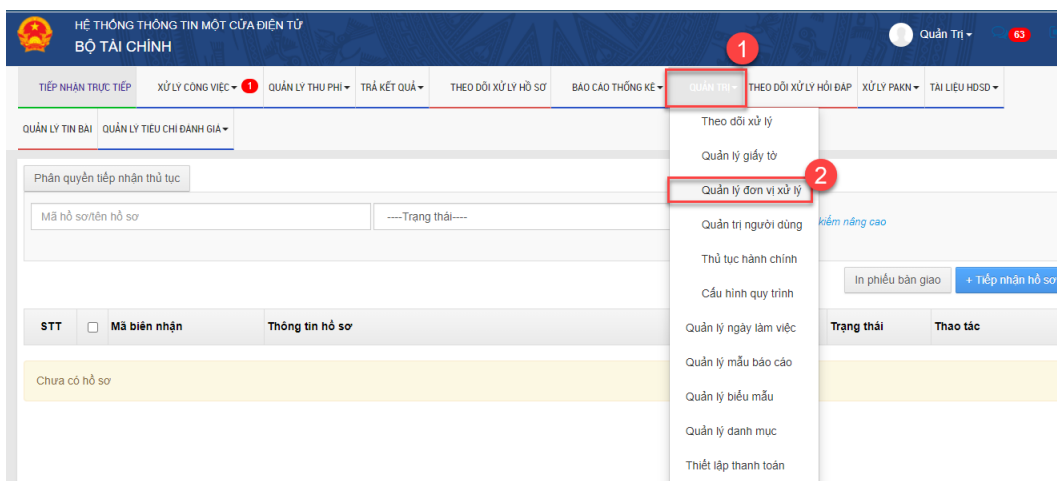 HỆ THỐNG THÔNG TIN MỘT CỬA ĐIỆN TỬ
BỘ TÀI CHÍNH
Quản Trị
63
1
TIẾP NHẬN TRỰC TIẾP XỬ LÝ CÔNG VIỆC 1 QUẢN LÝ THU PHÍ TRẢ KẾT QUẢ THEO DÕI XỬ LÝ HỒ SƠ BÁO CÁO THỐNG KÊ QUẢN TRỊ THEO DÕI XỬ LÝ HỎI ĐÁP XỬ LÝ PAKN TÀI LIỆU HDSD
QUẢN LÝ TIN BÀI QUẢN LÝ TIÊU CHÍ ĐÁNH GIÁ
Theo dõi xử lý
Quản lý giấy tờ
2
Quản lý đơn vị xử lý
Quản trị người dùng
Thủ tục hành chính
Cấu hình quy trình
Quản lý ngày làm việc
Quản lý mẫu báo cáo
Quản lý biểu mẫu
Quản lý danh mục
Thiết lập thanh toán
Phân quyền tiếp nhận thủ tục
Mã hồ sơ/tên hồ sơ ----Trạng thái---- kiếm nâng cao
In phiếu bàn giao + Tiếp nhận hồ sơ
STT Mã biên nhận Thông tin hồ sơ Trạng thái Thao tác
Chưa có hồ sơ